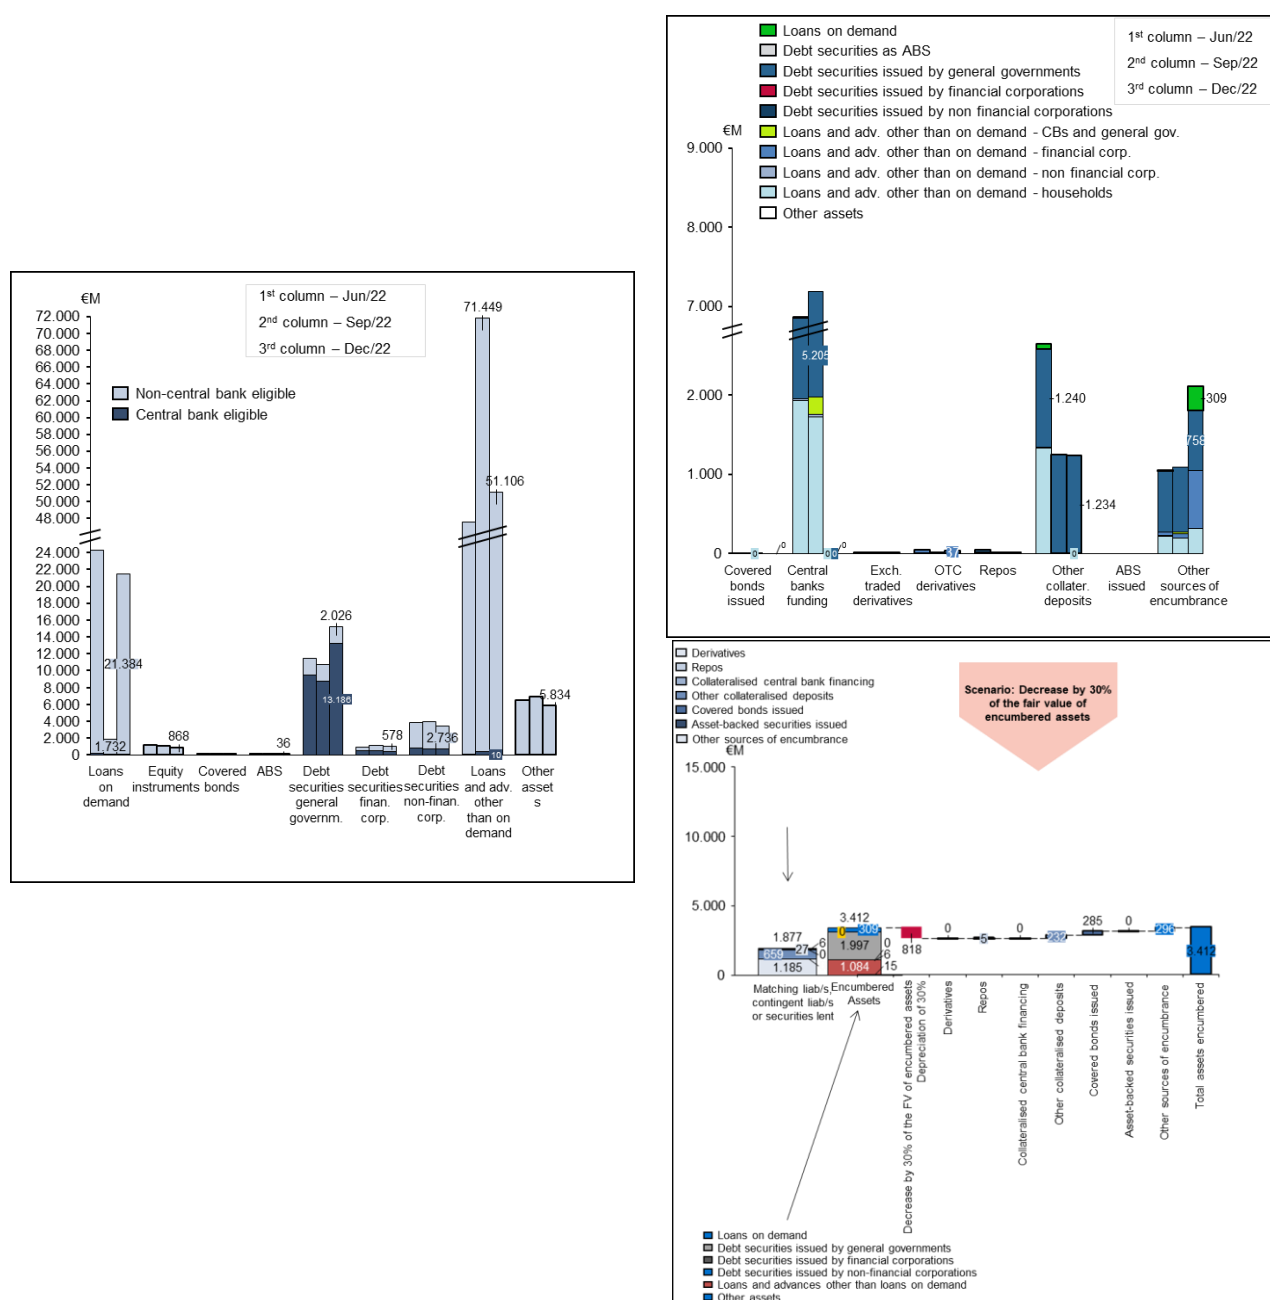 €M
1st column – Jun/22
2nd column – Sep/22
3rd column – Dec/22
Non-central bank eligible
Central bank eligible
72.000
70.000
68.000
66.000
64.000
62.000
60.000
58.000
56.000
54.000
52.000
50.000
48.000
24.000
22.000
20.000
18.000
16.000
14.000
12.000
10.000
8.000
6.000
4.000
2.000
0
71.449
51.106
21.384
1.732
868
36
2.026
13.186
578
2.736
10
5.834
Loans on demand
Equity instruments
Covered bonds
ABS
Debt securities general governm.
Debt securities finan. corp.
Debt securities non-finan. corp.
Loans and adv. other than on demand
Other assets
Loans on demand
Debt securities as ABS
Debt securities issued by general governments
Debt securities issued by financial corporations
Debt securities issued by non financial corporations
Loans and adv. other than on demand - CBs and general gov.
Loans and adv. other than on demand - financial corp.
Loans and adv. other than on demand - non financial corp.
Loans and adv. other than on demand - households
Other assets
1st column – Jun/22
2nd column – Sep/22
3rd column – Dec/22
€M
9.000
8.000
7.000
2.000
1.000
0
5.205
0
0
0
0
0
37
1.240
1.234
0
309
758
Covered bonds issued
Central banks funding
Exch. traded derivatives
OTC derivatives
Repos
Other collater. deposits
ABS issued
Other sources of encumbrance
Derivatives
Repos
Collateralised central bank financing
Other collateralised deposits
Covered bonds issued
Asset-backed securities issued
Other sources of encumbrance
€M
Scenario: Decrease by 30%
of the fair value of
encumbered assets
15.000
10.000
5.000
0
1.877
6
27
659
0
1.185
3.412
0
309
0
1.997
6
1.084
15
818
0
5
0
232
285
0
296
3.412
Matching liab/s,
contingent liab/s
or securities lent
Encumbered
Assets
Decrease by 30% of the FV of encumbered assets
Depreciation of 30%
Derivatives
Repos
Collateralised central bank financing
Other collateralised deposits
Covered bonds issued
Asset-backed securities issued
Other sources of encumbrance
Total assets encumbered
Loans on demand
Debt securities issued by general governments
Debt securities issued by financial corporations
Debt securities issued by non-financial corporations
Loans and advances other than loans on demand
Other assets